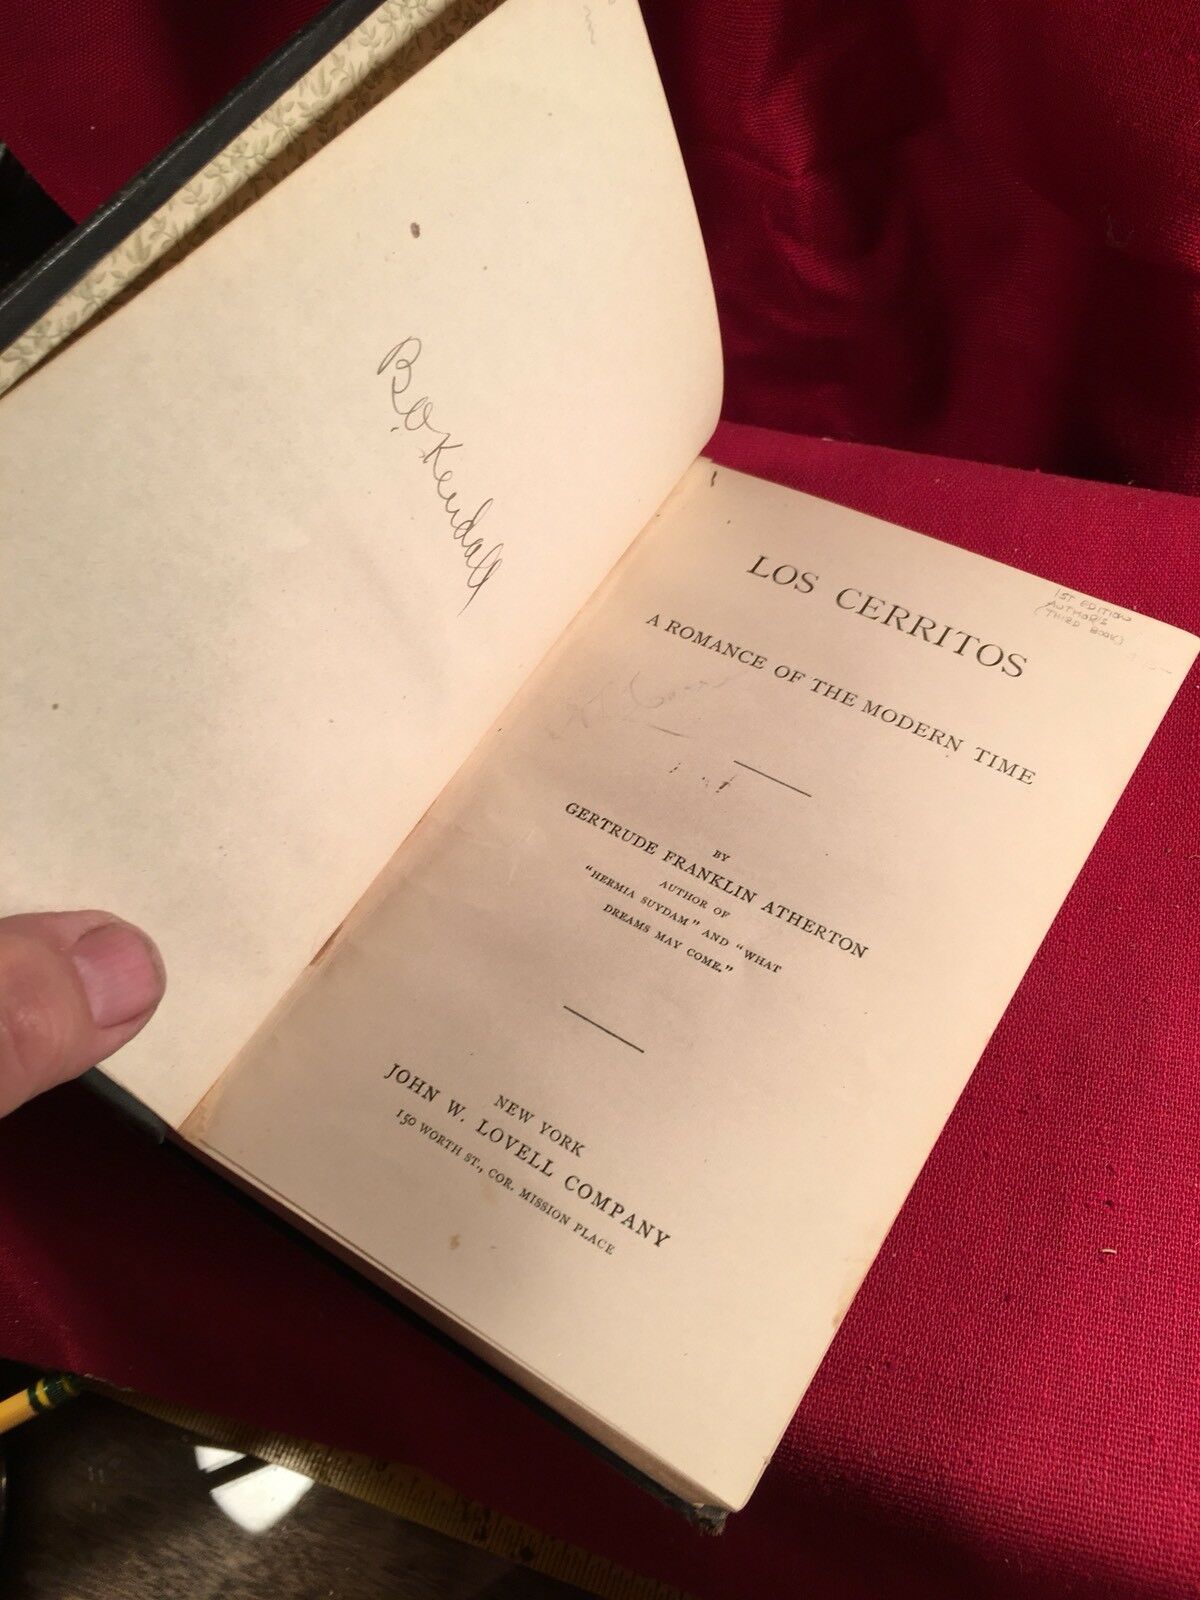 B.O Kendall
LOS CERRITOS
1ST EDITION
AUTHOR'S
(THIRD BOOK)
A ROMANCE OF THE MODERN TIME
BY
GERTRUDE FRANKLIN ATHERTON
AUTHOR OF
"HERMIA SUYDAM" AND "WHAT
DREAMS MAY COME."
NEW YORK
JOHN W. LOVELL COMPANY
150 WORTH ST., COR. MISSION PLACE